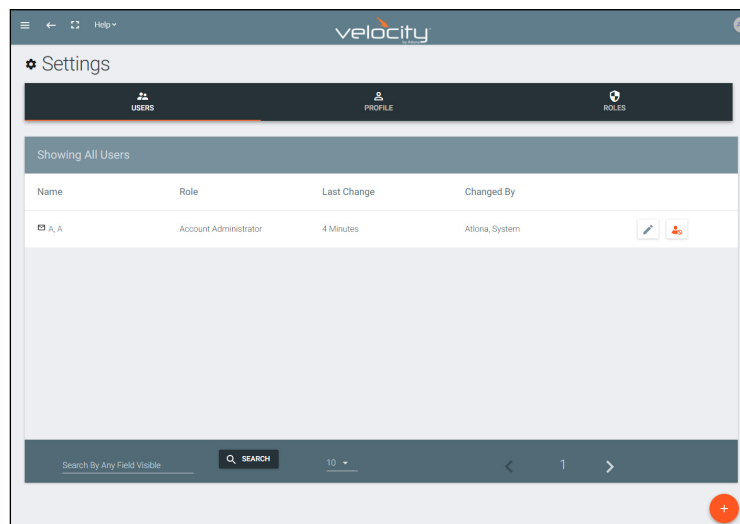 Help
velocity
Settings
USERS
PROFILE
ROLES
Showing All Users
Name Role Last Change Changed By
A, A Account Administrator 4 Minutes Atlona, System
Search By Any Field Visible SEARCH 10 1